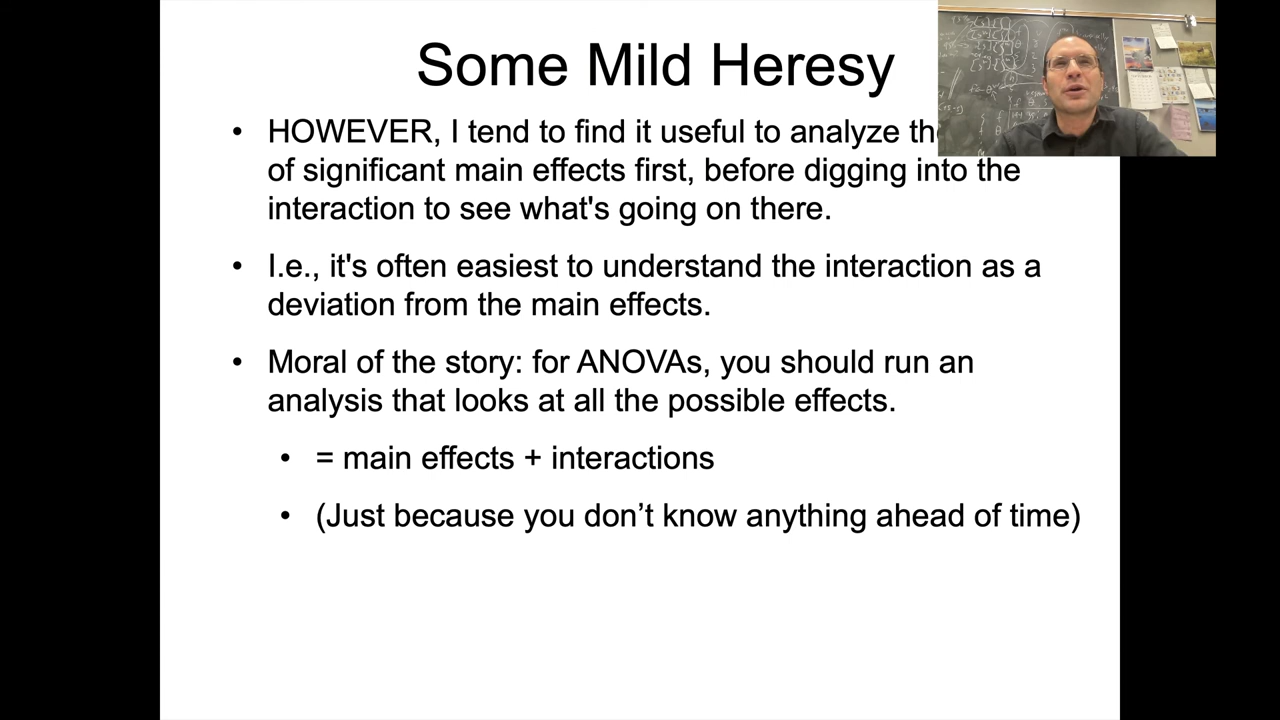 Some Mild Heresy
• HOWEVER, I tend to find it useful to analyze
of significant main effects first, before digging into the
interaction to see what's going on there.
• I.e., it's often easiest to understand the interaction as a
deviation from the main effects.
• Moral of the story: for ANOVAs, you should run an
analysis that looks at all the possible effects.
• = main effects + interactions
• (Just because you don’t know anything ahead of time)